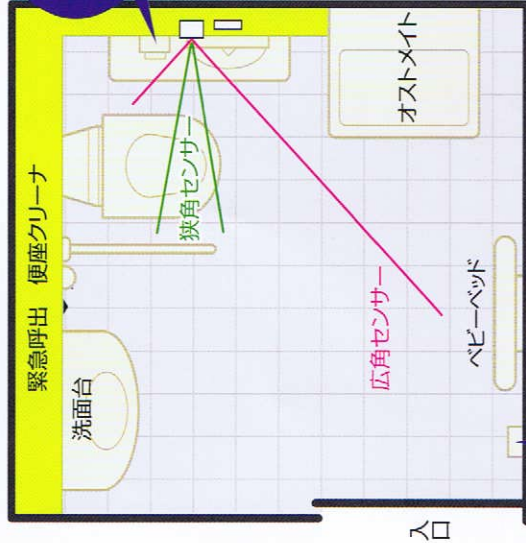 緊急呼出 便座クリーナ
洗面台
狭角センサー
広角センサー
オストメイト
ベビーベッド
入口